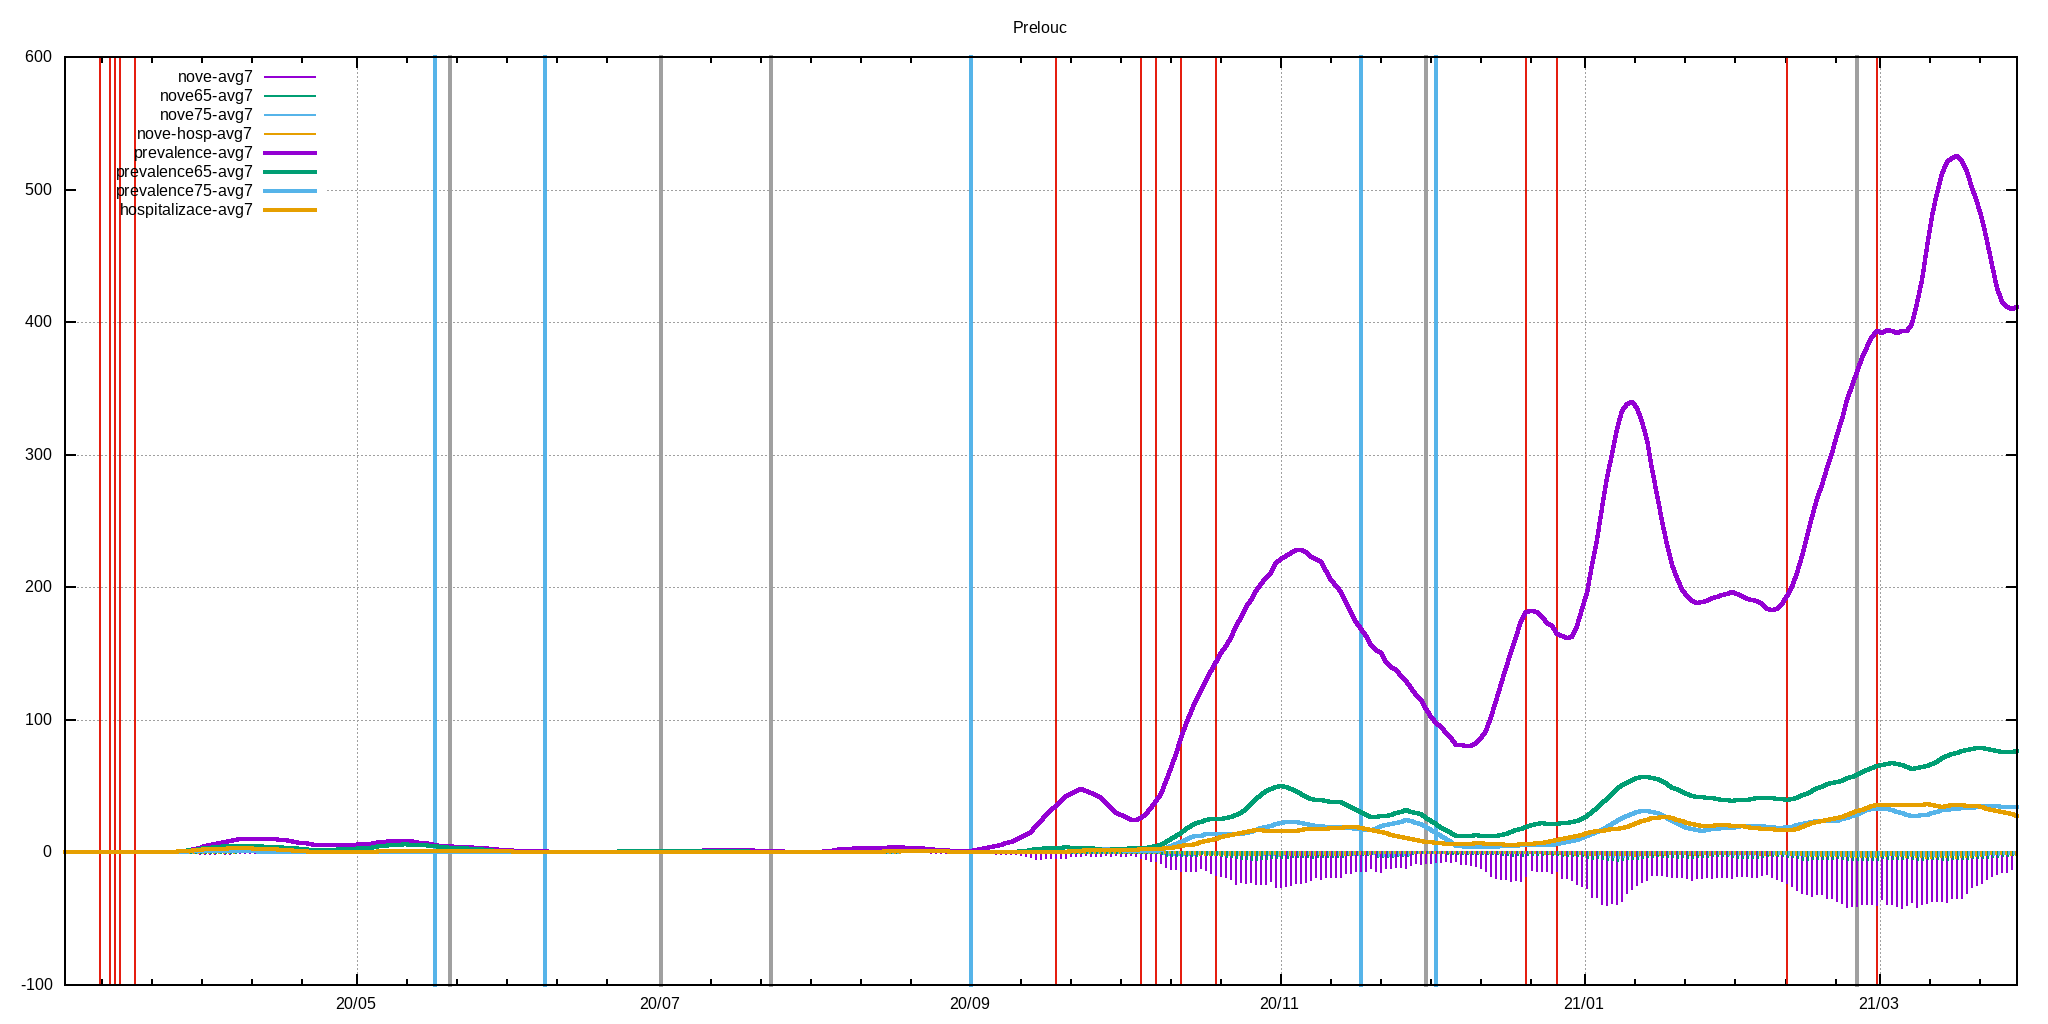 Prelouc
600
500
400
300
200
100
0
-100
nove-avg7
nove65-avg7
nove75-avg7
nove-hosp-avg7
prevalence-avg7
prevalence65-avg7
prevalence75-avg7
hospitalizace-avg7
20/05
20/07
20/09
20/11
21/01
21/03